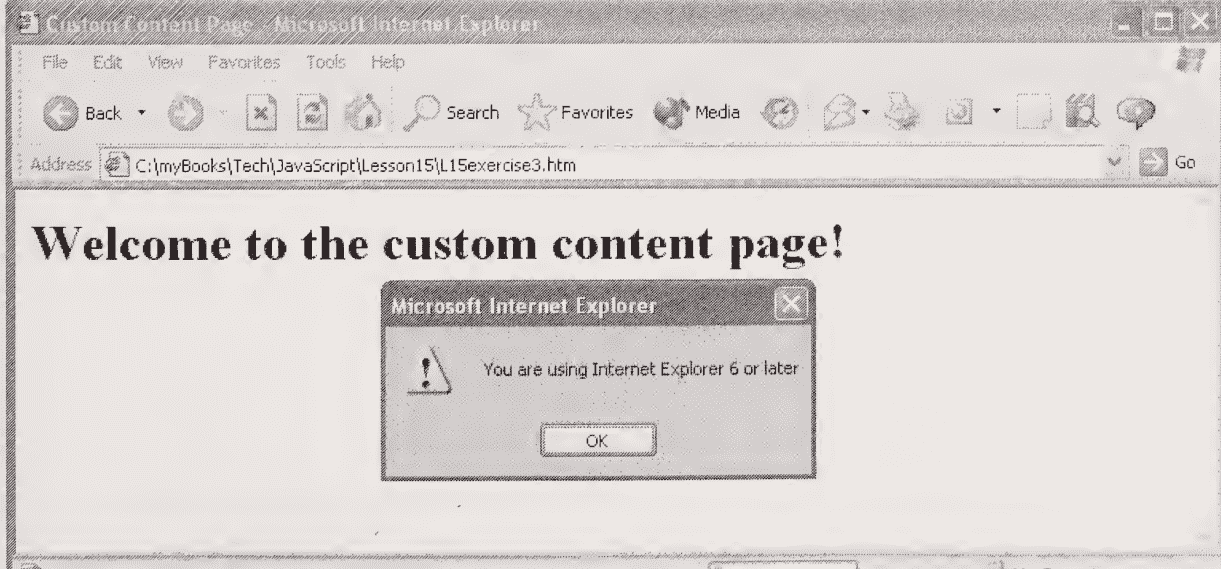 Custom Content Page - Microsoft Internet Explorer
File Edit View Favorites Tools Help
Back Search Favorites Media
Address C:\myBooks\Tech\JavaScript\Lesson15\L15exercise3.htm Go
Welcome to the custom content page!
Microsoft Internet Explorer
You are using Internet Explorer 6 or later
OK